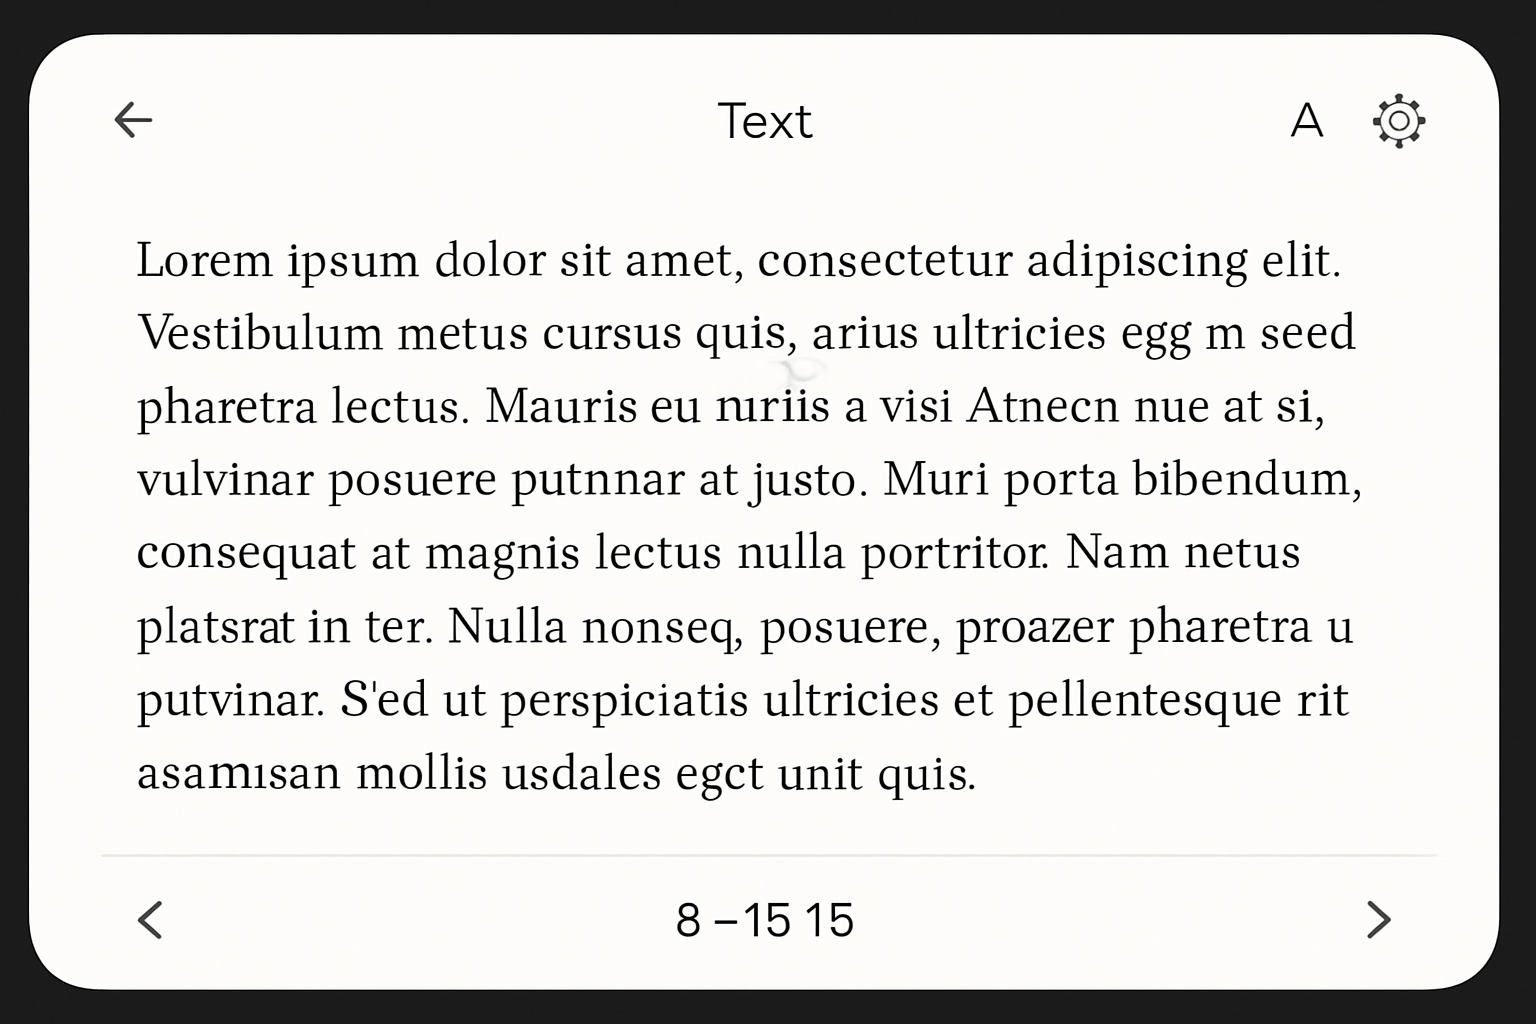 Text A
Lorem ipsum dolor sit amet, consectetur adipiscing elit.
Vestibulum metus cursus quis, arius ultricies egg m seed
pharetra lectus. Mauris eu a visi Atnecn nue at si,
vulvinar posuere putnnar at justo. Muri porta bibendum,
consequat at magnis lectus nulla portritor. Nam netus
platsrat in ter. Nulla nonseq, posuere, proazer pharetra u
putvinar. S'ed ut perspiciatis ultricies et pellentesque rit
asamısan mollis usdales egct unit quis.
8 –15 15